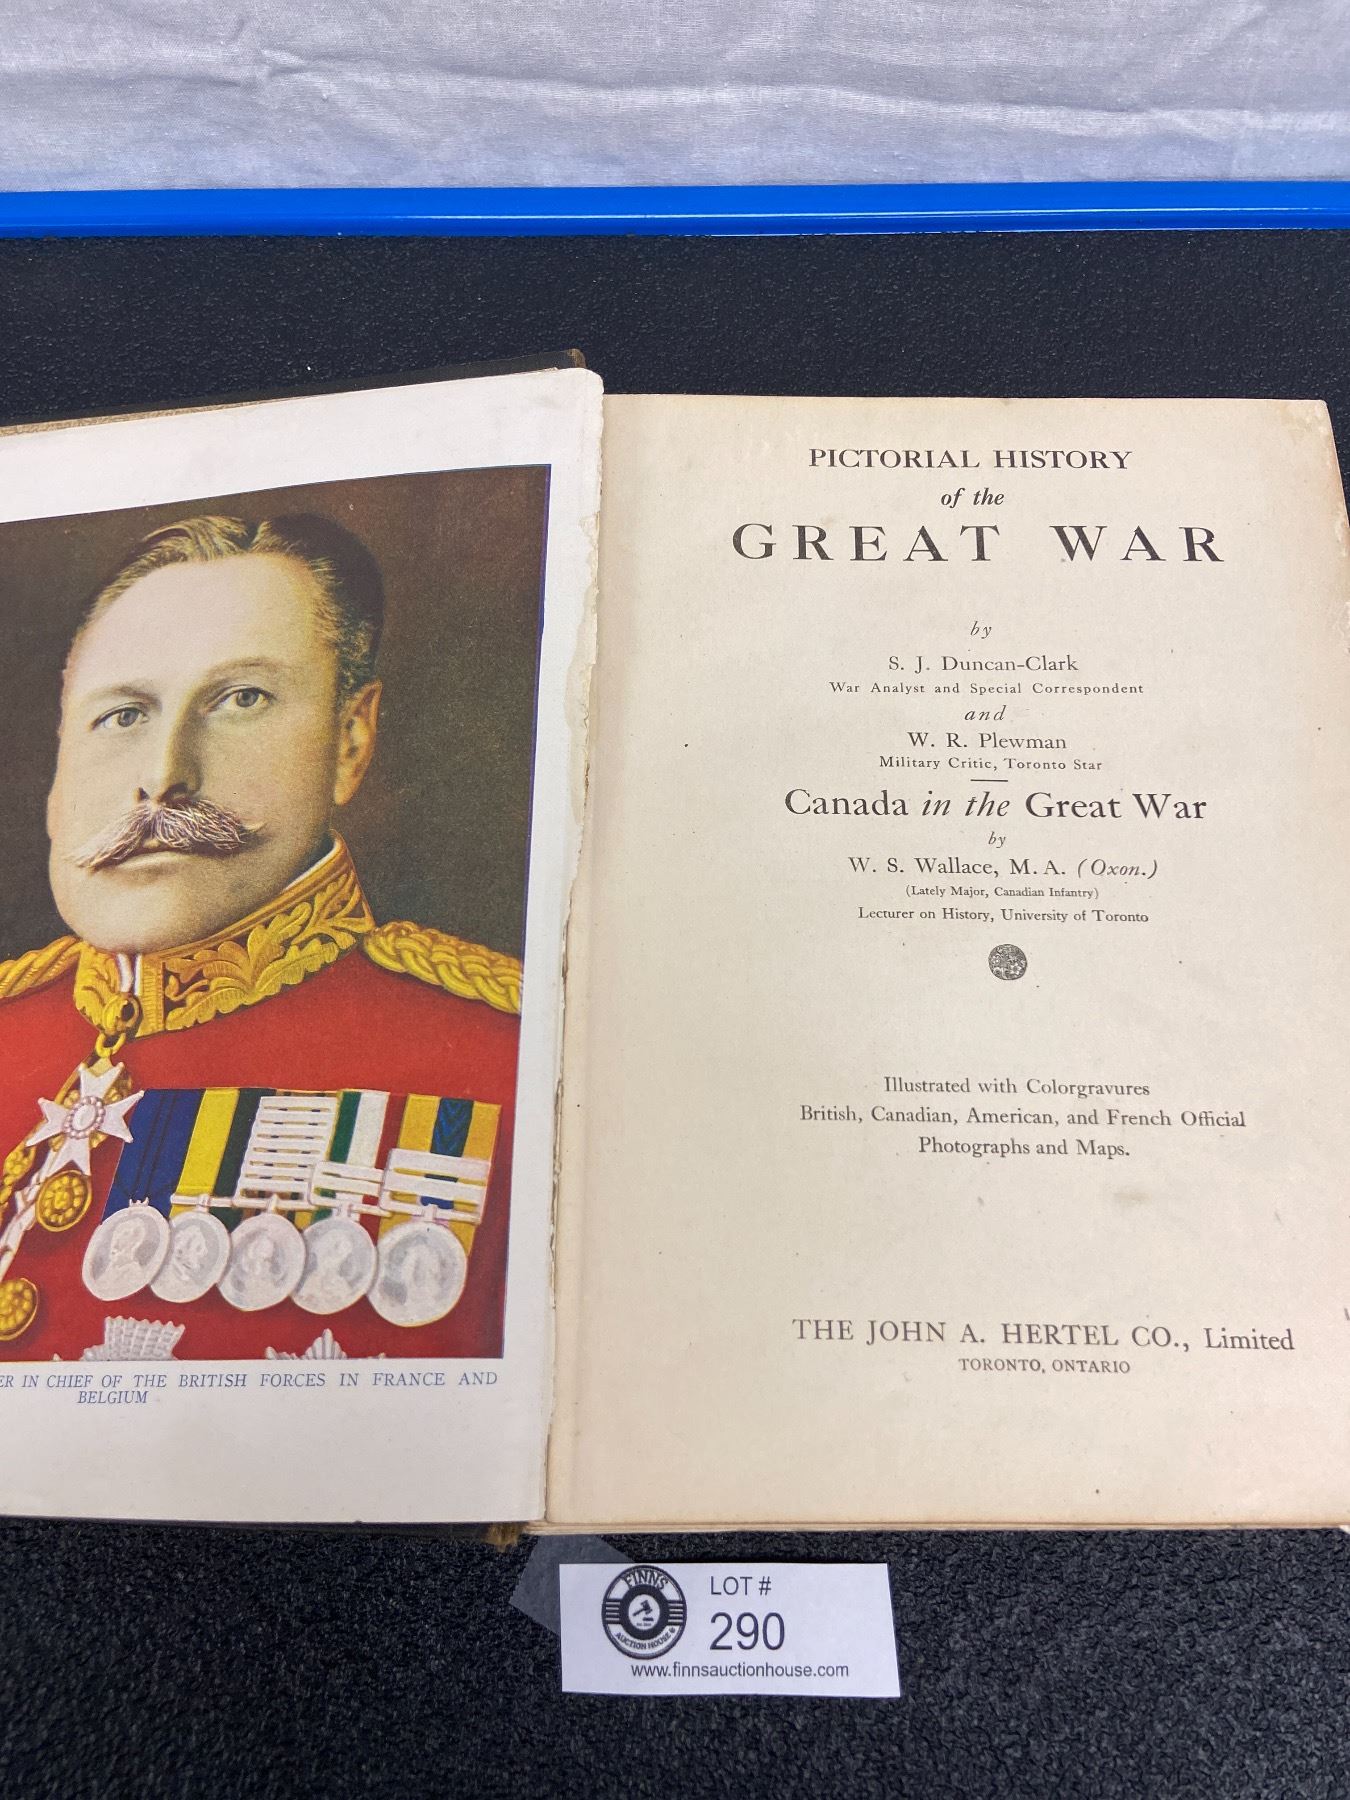 PICTORIAL HISTORY
of the
GREAT WAR
by
S. J. Duncan-Clark
War Analyst and Special Correspondent
and
W. R. Plewman
Military Critic, Toronto Star
Canada in the Great War
by
W. S. Wallace, M. A. (Oxon.)
(Lately Major, Canadian Infantry)
Lecturer on History, University of Toronto
Illustrated with Colorgravures
British, Canadian, American, and French Official
Photographs and Maps.
THE JOHN A. HERTEL CO., Limited
TORONTO, ONTARIO
ER IN CHIEF OF THE BRITISH FORCES IN FRANCE AND
BELGIUM
FINNS
AUCTION HOUSE
LOT #
290
www.finnsauctionhouse.com